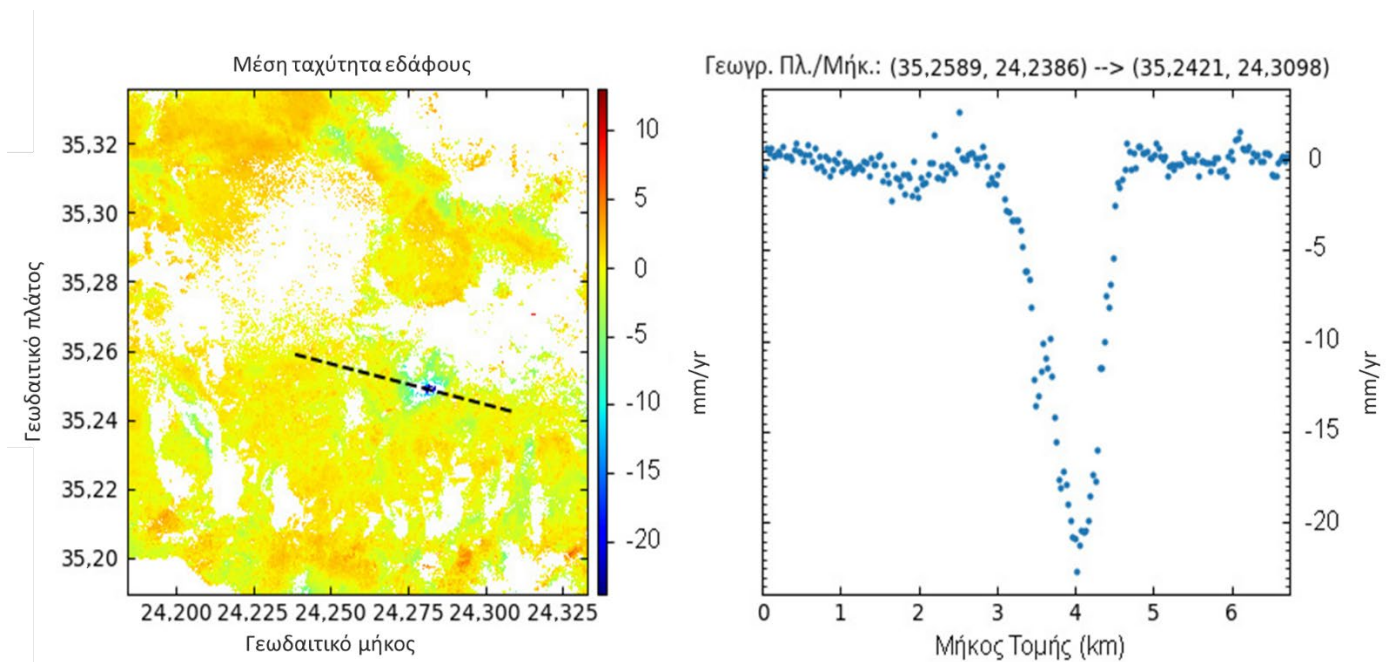 Μέση ταχύτητα εδάφους
35,32
35,30
35,28
35,26
35,24
35,22
35,20
Γεωδαιτικό πλάτος
24,200 24,225 24,250 24,275 24,300 24,325
Γεωδαιτικό μήκος
10
5
0
-5
-10
-15
-20
mm/yr
Γεωγρ. Πλ./Μήκ.: (35,2589, 24,2386) --> (35,2421, 24,3098)
0
-5
-10
-15
-20
mm/yr
0 1 2 3 4 5 6
Μήκος Τομής (km)